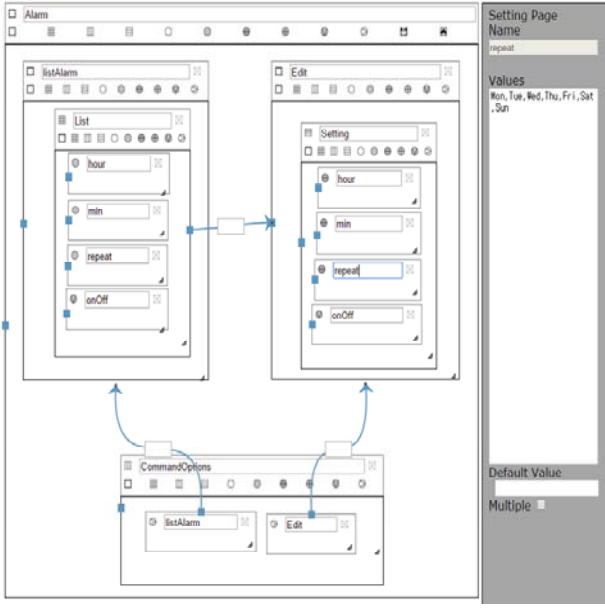 Alarm
listAlarm
List
hour
min
repeat
onOff
Edit
Setting
hour
min
repeat
onOff
CommandOptions
listAlarm
Edit
Setting Page
Name
repeat
Values
Mon,Tue,Wed,Thu,Fri,Sat
,Sun
Default Value
Multiple